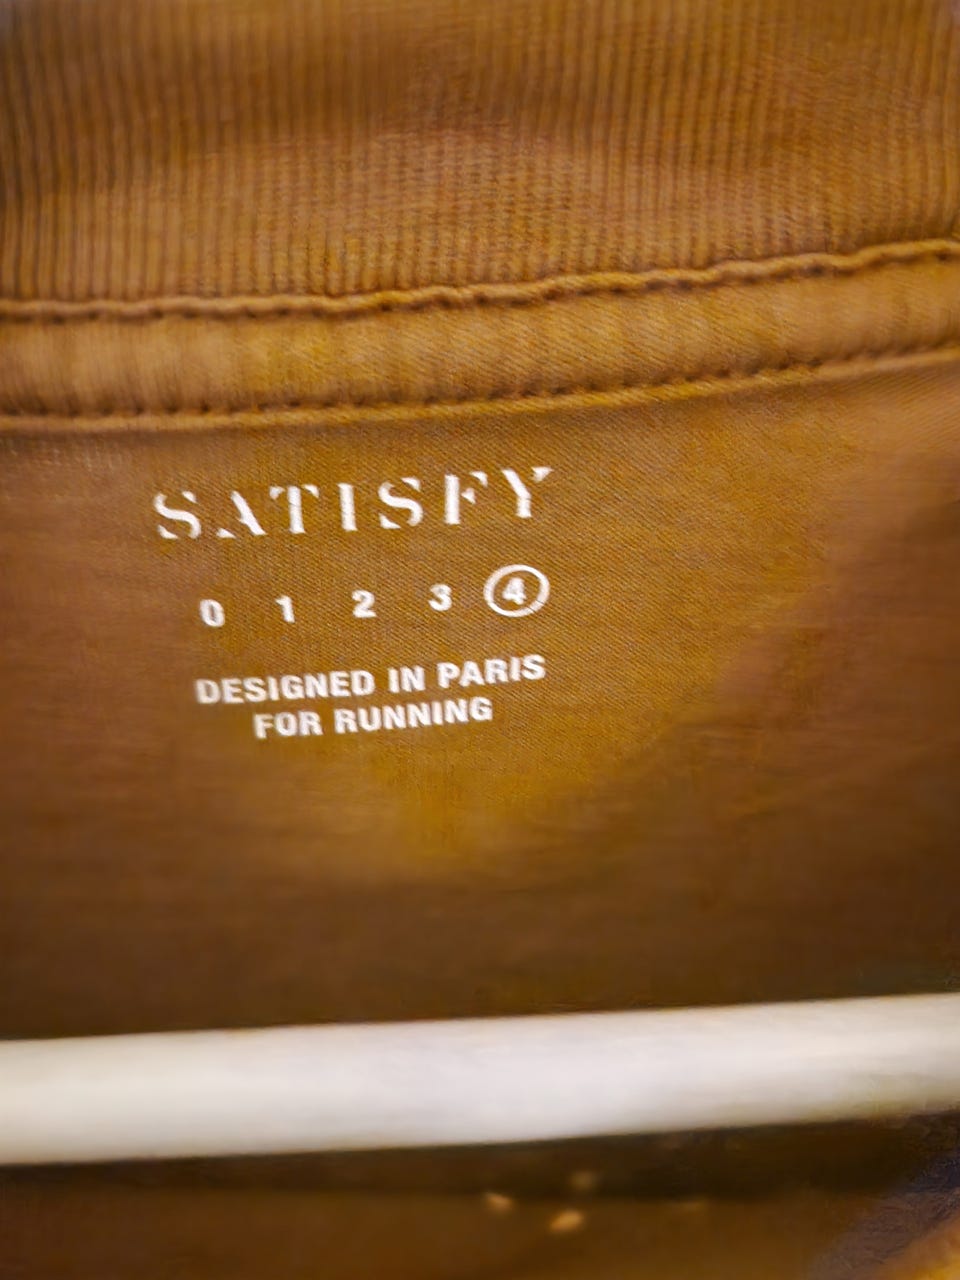 SATISFY
0 1 2 3 4
DESIGNED IN PARIS
FOR RUNNING